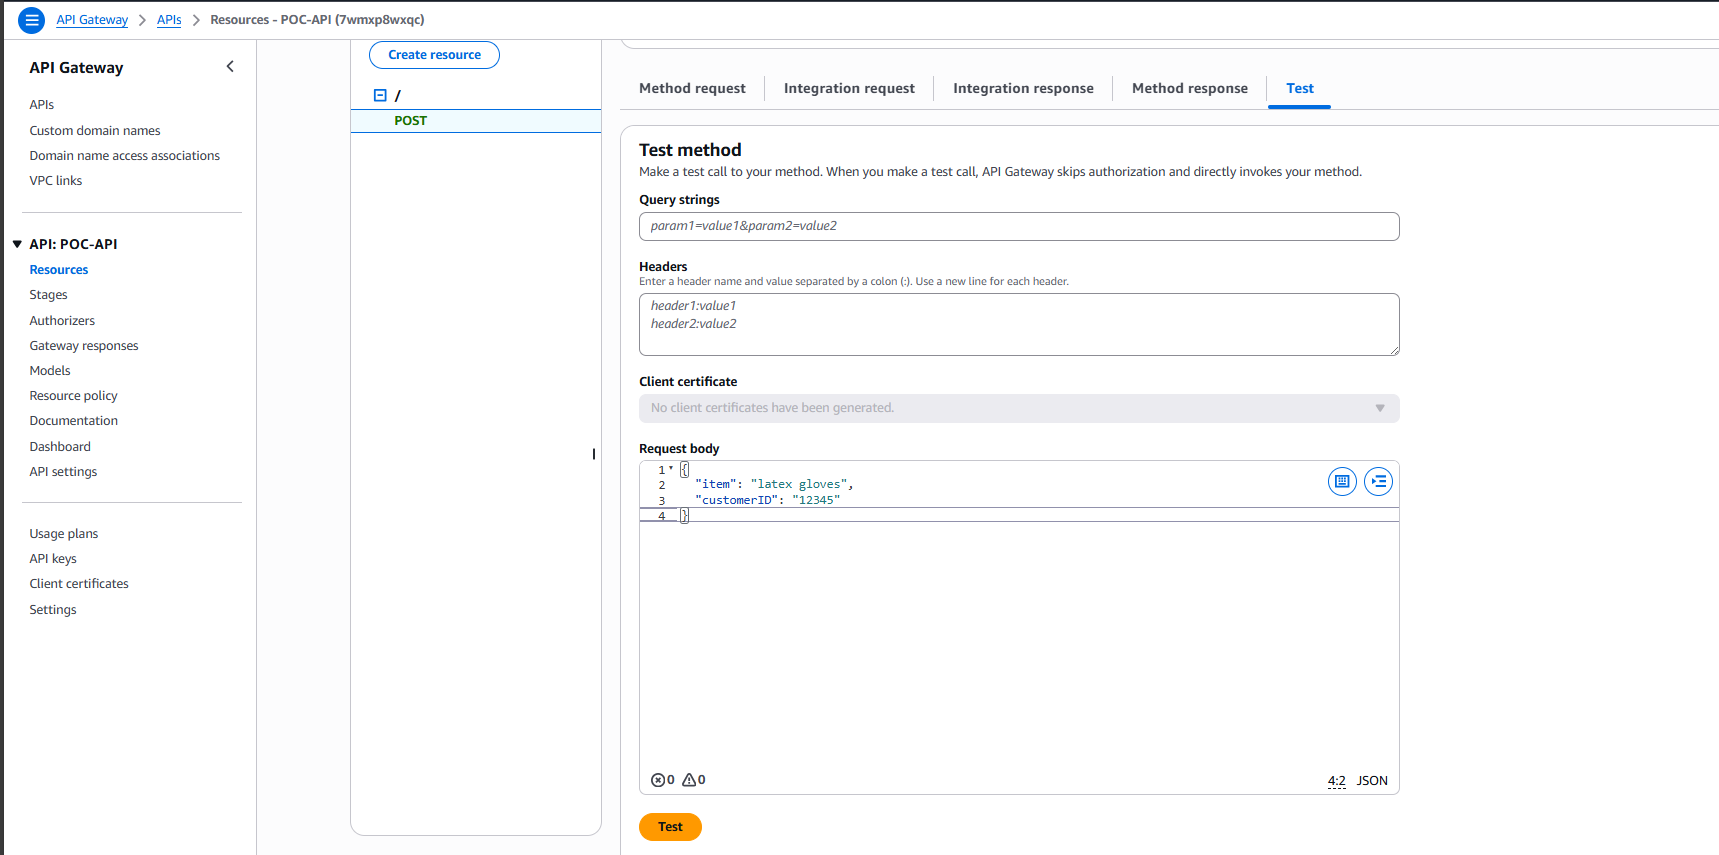 API Gateway > APIs > Resources - POC-API (7wmxp8wxqc)
API Gateway
APIs
Custom domain names
Domain name access associations
VPC links
API: POC-API
Resources
Stages
Authorizers
Gateway responses
Models
Resource policy
Documentation
Dashboard
API settings
Usage plans
API keys
Client certificates
Settings
Create resource
/
POST
Method request
Integration request
Integration response
Method response
Test
Test method
Make a test call to your method. When you make a test call, API Gateway skips authorization and directly invokes your method.
Query strings
param1=value1&param2=value2
Headers
Enter a header name and value separated by a colon (:). Use a new line for each header.
header1:value1
header2:value2
Client certificate
No client certificates have been generated.
Request body
1 {
2 "item": "latex gloves",
3 "customerID": "12345"
4 }
0 0
4:2 JSON
Test